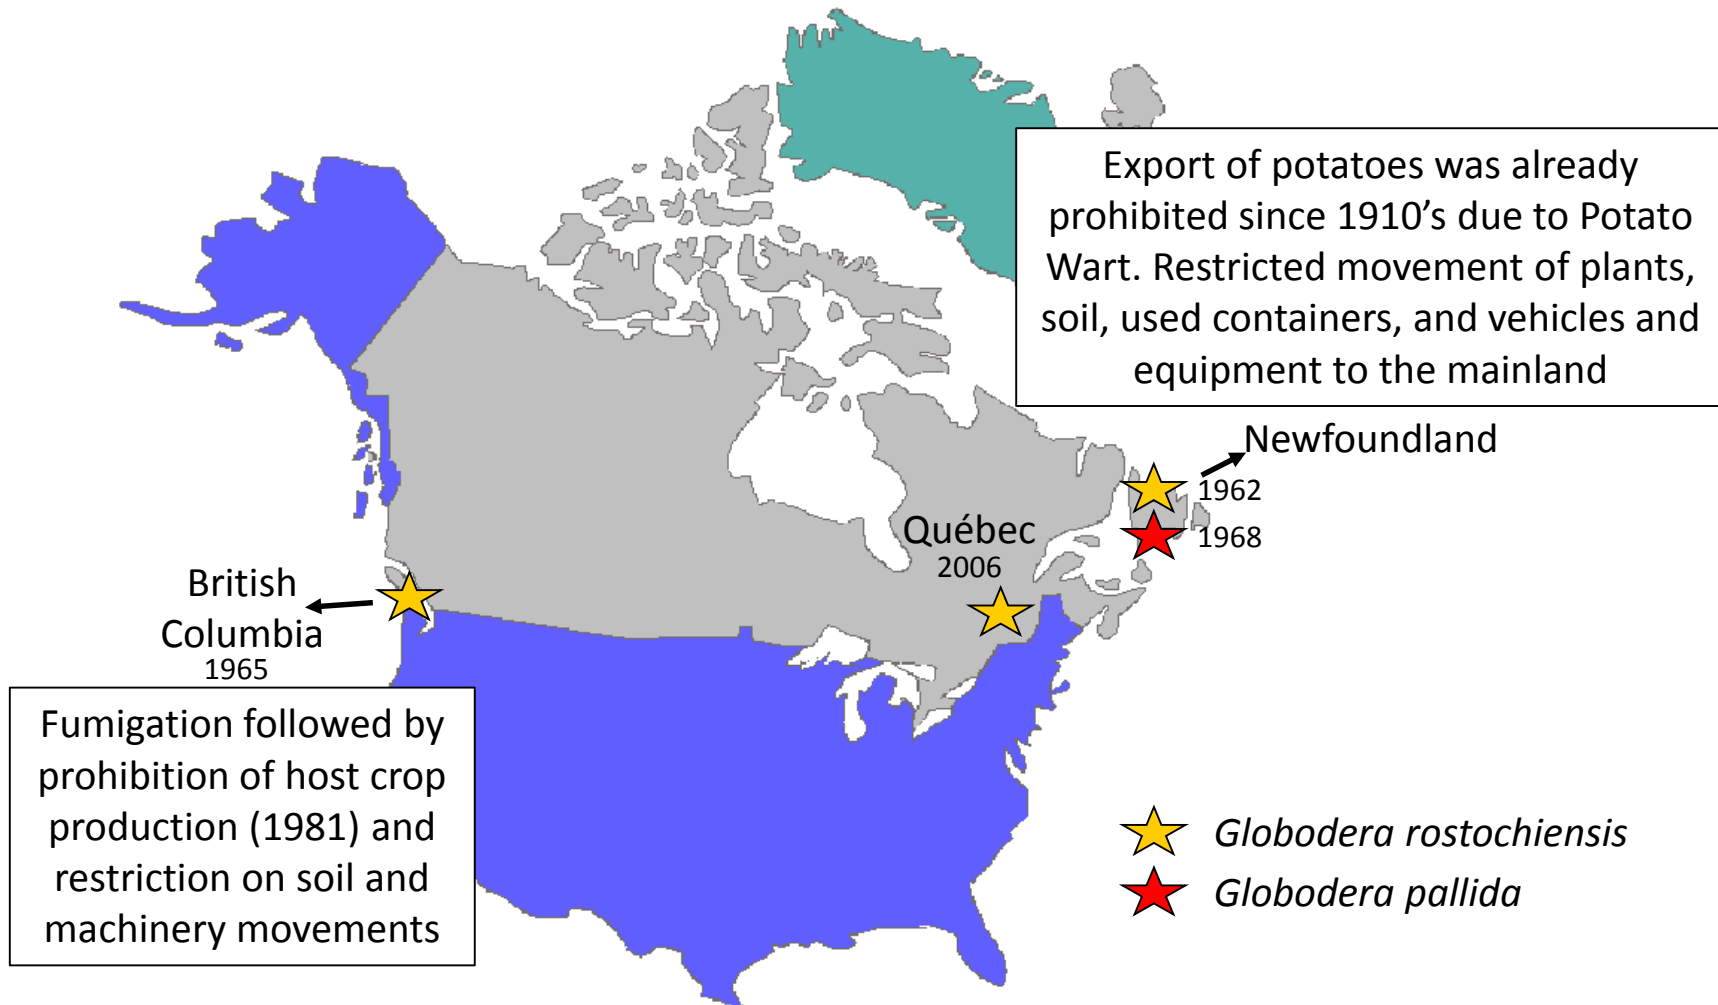 Export of potatoes was already
prohibited since 1910’s due to Potato
Wart. Restricted movement of plants,
soil, used containers, and vehicles and
equipment to the mainland
Newfoundland
1962
1968
Québec
2006
British
Columbia
1965
Fumigation followed by
prohibition of host crop
production (1981) and
restriction on soil and
machinery movements
Globodera rostochiensis
Globodera pallida